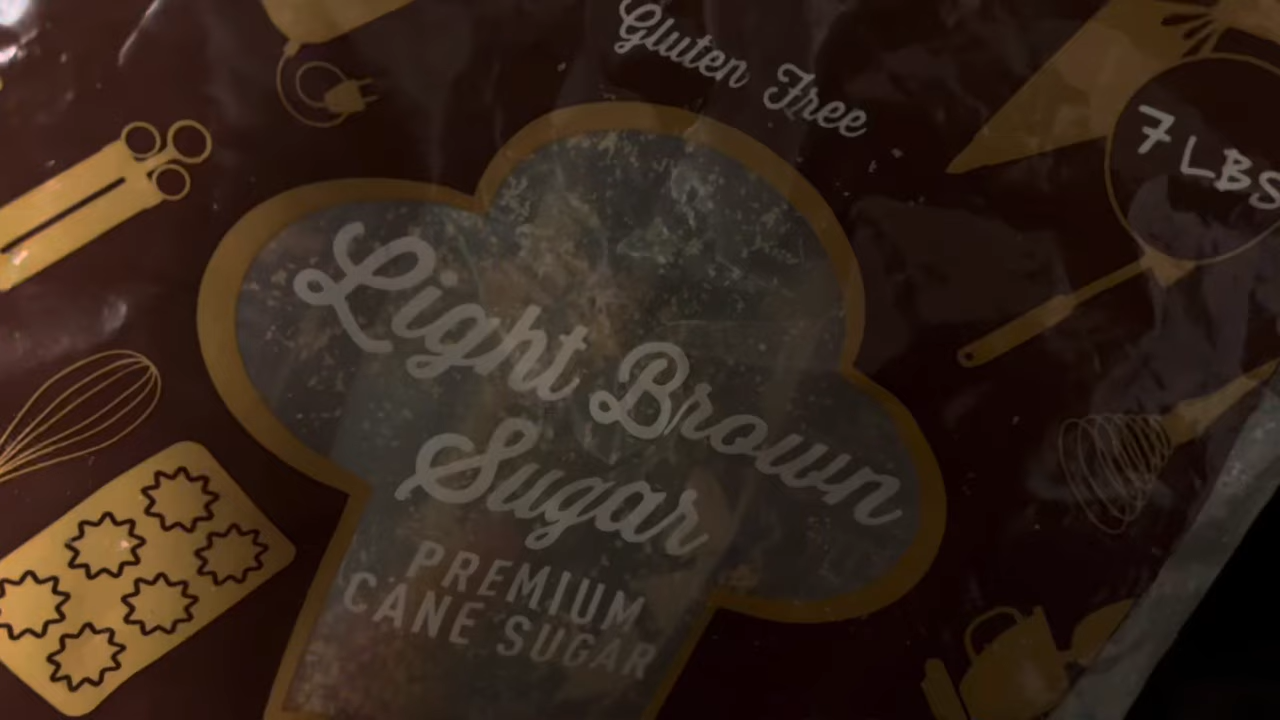 Gluten Free
7 LBS
Light Brown
Sugar
PREMIUM
CANE SUGAR